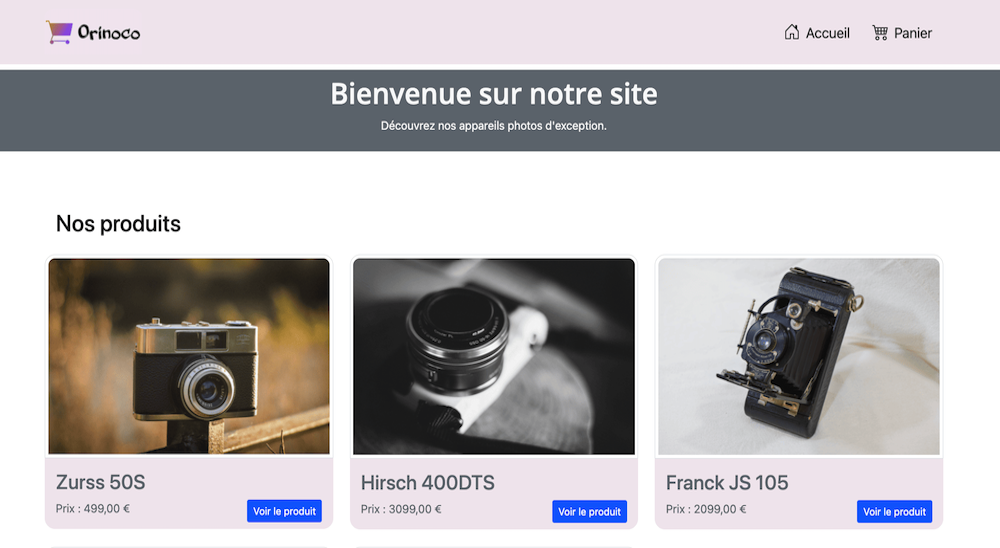 Orinoco
Accueil
Panier
Bienvenue sur notre site
Découvrez nos appareils photos d'exception.
Nos produits
Zurss 50S
Prix : 499,00 €
Voir le produit
Hirsch 400DTS
Prix : 3099,00 €
Voir le produit
Franck JS 105
Prix : 2099,00 €
Voir le produit